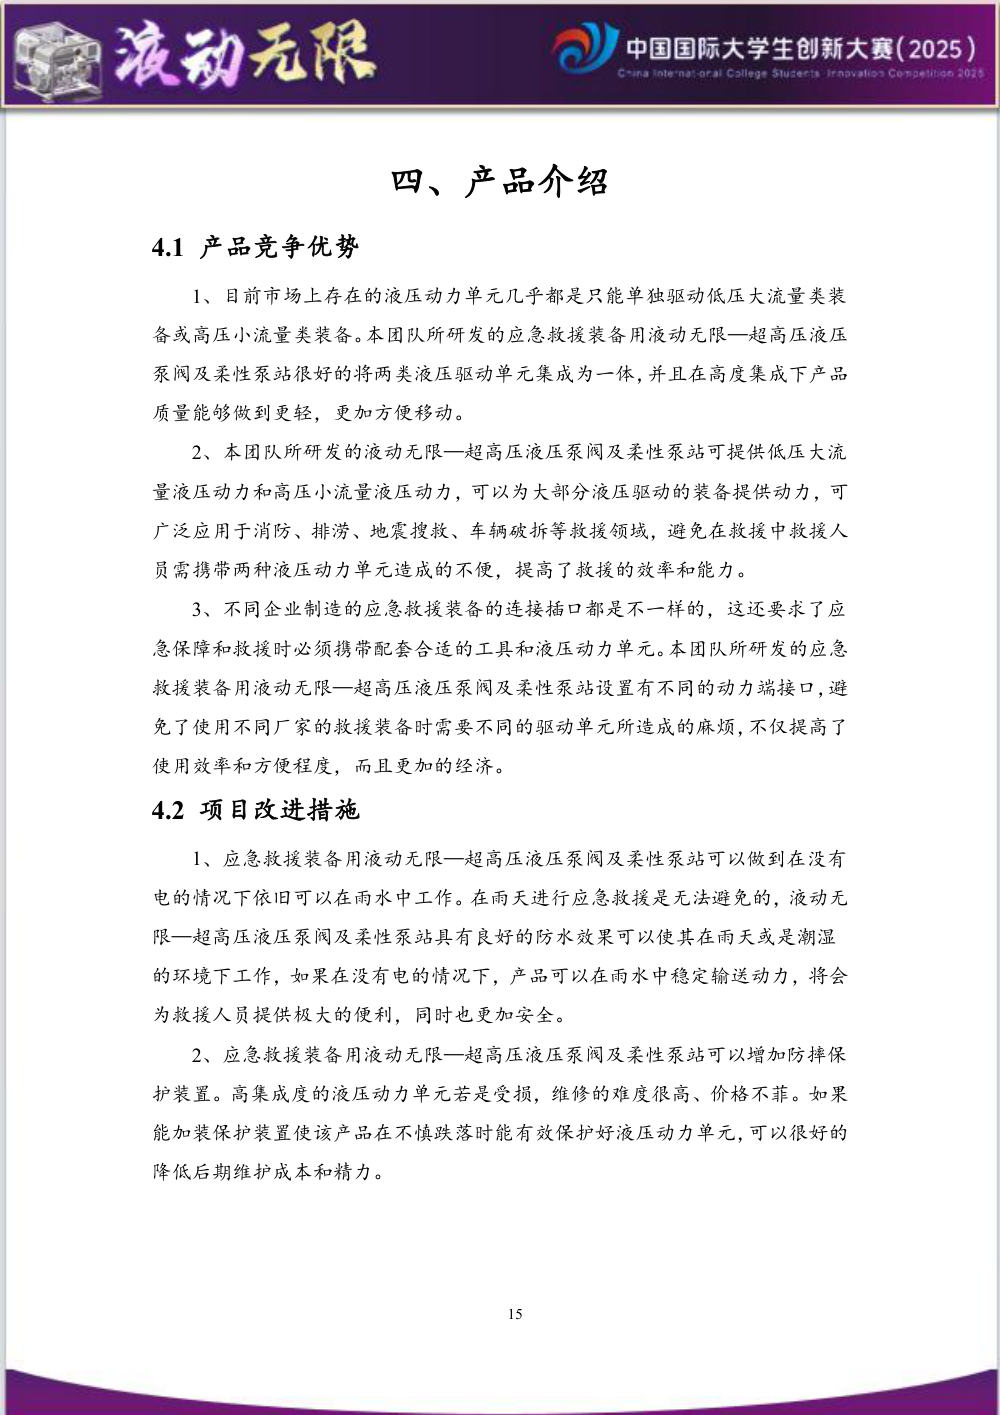 液动无限
中国国际大学生创新大赛(2025)
China International College Students' Innovation Competition 2025
四、产品介绍
4.1 产品竞争优势
1、目前市场上存在的液压动力单元几乎都是只能单独驱动低压大流量类装
备或高压小流量类装备。本团队所研发的应急救援装备用液动无限—超高压液压
泵阀及柔性泵站很好的将两类液压驱动单元集成为一体,并且在高度集成下产品
质量能够做到更轻，更加方便移动。
2、本团队所研发的液动无限—超高压液压泵阀及柔性泵站可提供低压大流
量液压动力和高压小流量液压动力，可以为大部分液压驱动的装备提供动力，可
广泛应用于消防、排涝、地震搜救、车辆破拆等救援领域，避免在救援中救援人
员需携带两种液压动力单元造成的不便，提高了救援的效率和能力。
3、不同企业制造的应急救援装备的连接插口都是不一样的，这还要求了应
急保障和救援时必须携带配套合适的工具和液压动力单元。本团队所研发的应急
救援装备用液动无限—超高压液压泵阀及柔性泵站设置有不同的动力端接口,避
免了使用不同厂家的救援装备时需要不同的驱动单元所造成的麻烦,不仅提高了
使用效率和方便程度，而且更加的经济。
4.2 项目改进措施
1、应急救援装备用液动无限—超高压液压泵阀及柔性泵站可以做到在没有
电的情况下依旧可以在雨水中工作。在雨天进行应急救援是无法避免的，液动无
限—超高压液压泵阀及柔性泵站具有良好的防水效果可以使其在雨天或是潮湿
的环境下工作，如果在没有电的情况下，产品可以在雨水中稳定输送动力，将会
为救援人员提供极大的便利，同时也更加安全。
2、应急救援装备用液动无限—超高压液压泵阀及柔性泵站可以增加防摔保
护装置。高集成度的液压动力单元若是受损，维修的难度很高、价格不菲。如果
能加装保护装置使该产品在不慎跌落时能有效保护好液压动力单元,可以很好的
降低后期维护成本和精力。
15